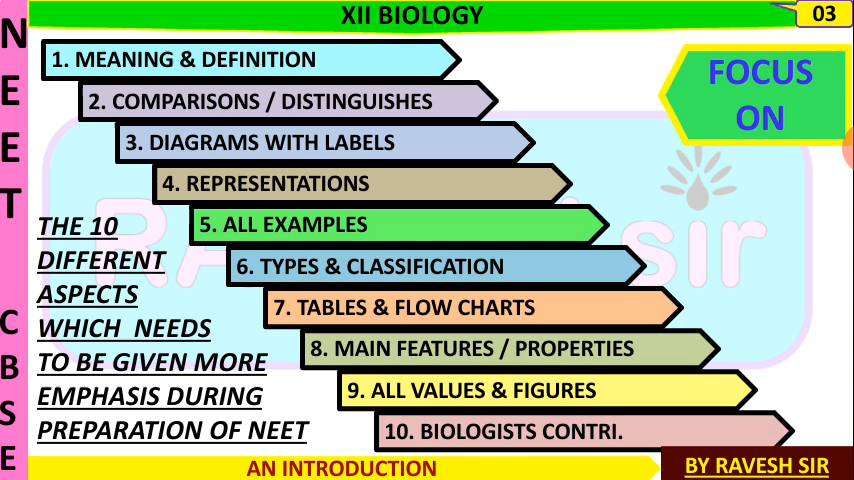 XII BIOLOGY
03
NEET CBSE
FOCUS
ON
1. MEANING & DEFINITION
2. COMPARISONS / DISTINGUISHES
3. DIAGRAMS WITH LABELS
4. REPRESENTATIONS
5. ALL EXAMPLES
6. TYPES & CLASSIFICATION
7. TABLES & FLOW CHARTS
8. MAIN FEATURES / PROPERTIES
9. ALL VALUES & FIGURES
10. BIOLOGISTS CONTRI.
THE 10
DIFFERENT
ASPECTS
WHICH NEEDS
TO BE GIVEN MORE
EMPHASIS DURING
PREPARATION OF NEET
AN INTRODUCTION
BY RAVESH SIR
sir